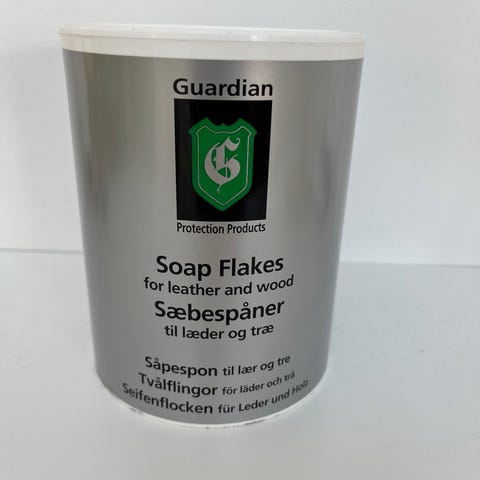 Guardian
G
Protection Products
Soap Flakes
for leather and wood
Sæbespåner
til læder og træ
Såpespon til lær og tre
Tvålflingor för läder och trä
Seifenflocken für Leder und Holz